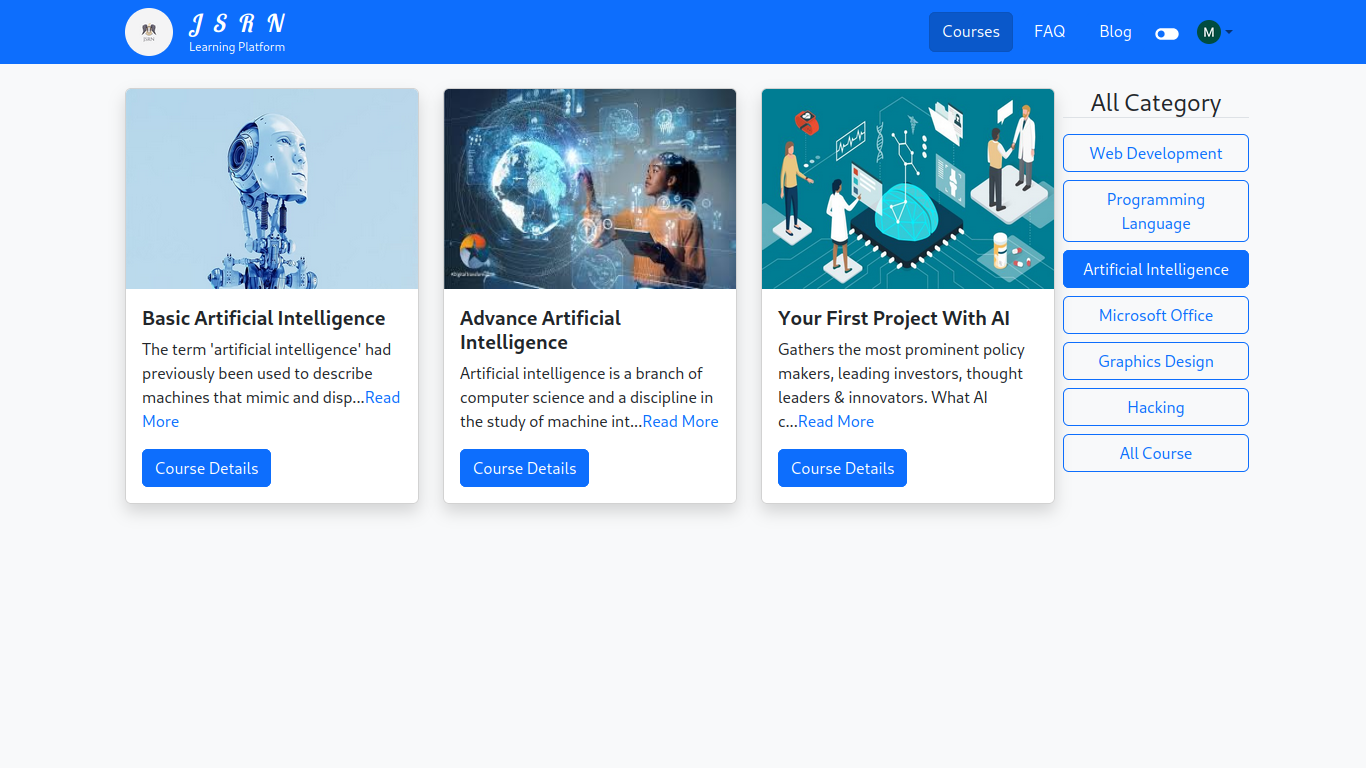 J S R N
Learning Platform
Courses
FAQ
Blog
M
JSRN
#DigitalTransformation
Basic Artificial Intelligence
The term 'artificial intelligence' had
previously been used to describe
machines that mimic and disp...Read
More
Course Details
Advance Artificial
Intelligence
Artificial intelligence is a branch of
computer science and a discipline in
the study of machine int...Read More
Course Details
Your First Project With AI
Gathers the most prominent policy
makers, leading investors, thought
leaders & innovators. What AI
c...Read More
Course Details
All Category
Web Development
Programming
Language
Artificial Intelligence
Microsoft Office
Graphics Design
Hacking
All Course